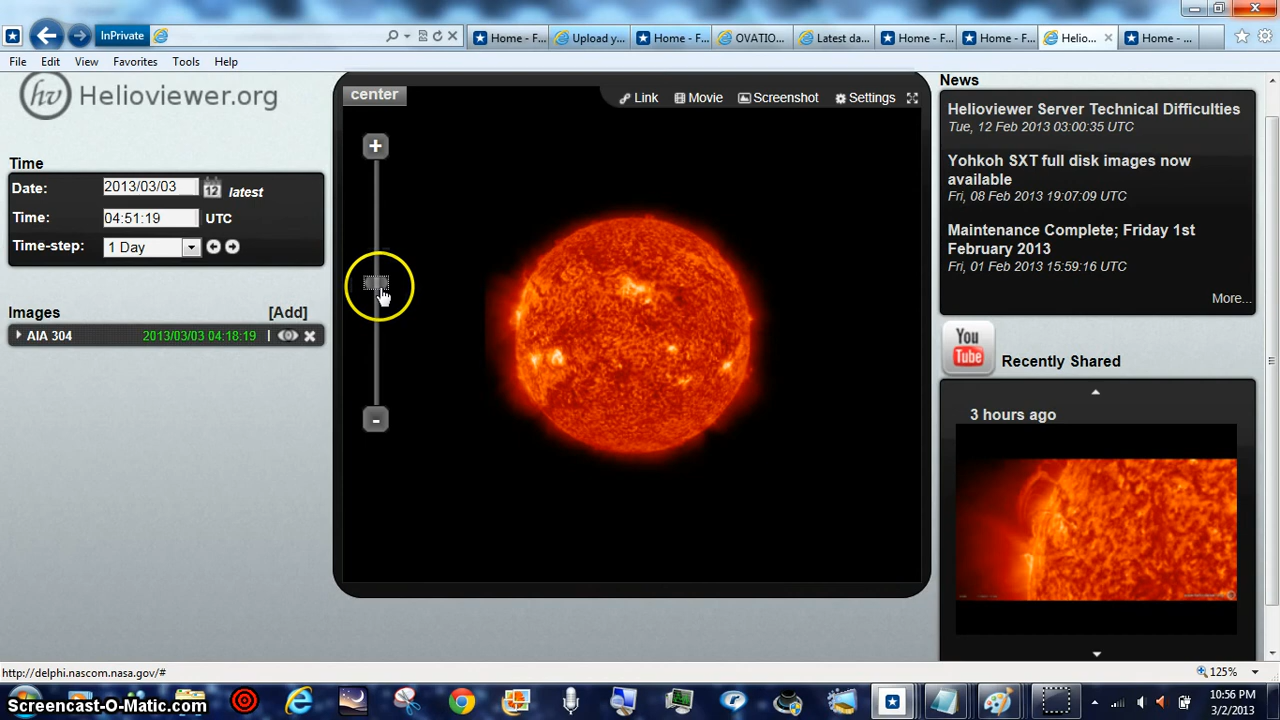 InPrivate
Home - F...
Upload y...
Home - F...
OVATIO...
Latest da...
Home - F...
Home - F...
Helio...
Home - ...
File Edit View Favorites Tools Help
hv Helioviewer.org
Time
Date: 2013/03/03 12 latest
Time: 04:51:19 UTC
Time-step: 1 Day
Images [Add]
AIA 304 2013/03/03 04:18:19
center
Link Movie Screenshot Settings
+
-
News
Helioviewer Server Technical Difficulties
Tue, 12 Feb 2013 03:00:35 UTC
Yohkoh SXT full disk images now
available
Fri, 08 Feb 2013 19:07:09 UTC
Maintenance Complete; Friday 1st
February 2013
Fri, 01 Feb 2013 15:59:16 UTC
More...
You
Tube
Recently Shared
3 hours ago
http://delphi.nascom.nasa.gov/#
125%
Screencast-O-Matic.com
10:56 PM
3/2/2013